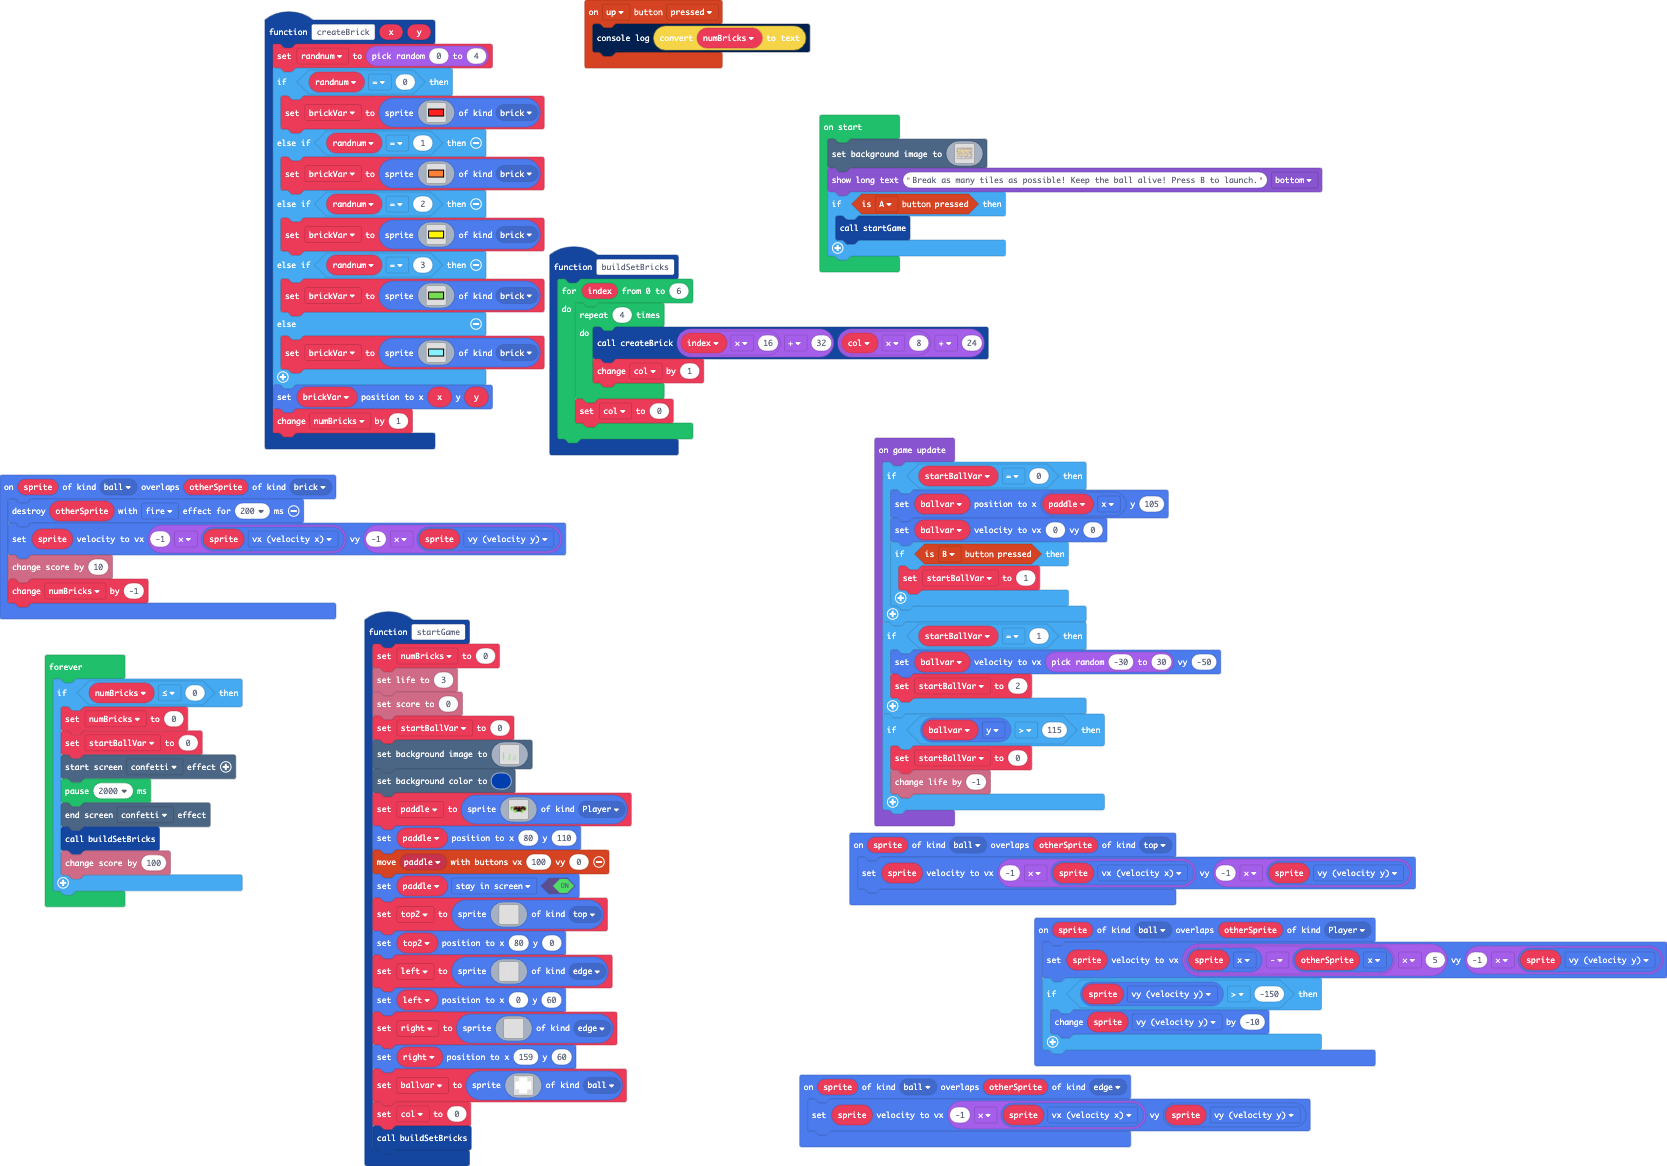 function createBrick x y
set randnum to pick random 0 to 4
if randnum = 0 then
set brickVar to sprite of kind brick
else if randnum = 1 then
set brickVar to sprite of kind brick
else if randnum = 2 then
set brickVar to sprite of kind brick
else if randnum = 3 then
set brickVar to sprite of kind brick
else
set brickVar to sprite of kind brick
set brickVar position to x x y y
change numBricks by 1
on up button pressed
console log convert numBricks to text
on start
set background image to
show long text "Break as many tiles as possible! Keep the ball alive! Press B to launch." bottom
if is A button pressed then
call startGame
function buildSetBricks
for index from 0 to 6
do
repeat 4 times
do
call createBrick index x 16 + 32 col x 8 + 24
change col by 1
set col to 0
on sprite of kind ball overlaps otherSprite of kind brick
destroy otherSprite with fire effect for 200 ms
set sprite velocity to vx -1 x sprite vx (velocity x) vy -1 x sprite vy (velocity y)
change score by 10
change numBricks by -1
forever
if numBricks ≤ 0 then
set numBricks to 0
set startBallVar to 0
start screen confetti effect
pause 2000 ms
end screen confetti effect
call buildSetBricks
change score by 100
function startGame
set numBricks to 0
set life to 3
set score to 0
set startBallVar to 0
set background image to
set background color to
set paddle to sprite of kind Player
set paddle position to x 80 y 110
move paddle with buttons vx 100 vy 0
set paddle stay in screen ON
set top2 to sprite of kind top
set top2 position to x 80 y 0
set left to sprite of kind edge
set left position to x 0 y 60
set right to sprite of kind edge
set right position to x 159 y 60
set ballvar to sprite of kind ball
set col to 0
call buildSetBricks
on game update
if startBallVar = 0 then
set ballvar position to x paddle x y 105
set ballvar velocity to vx 0 vy 0
if is B button pressed then
set startBallVar to 1
if startBallVar = 1 then
set ballvar velocity to vx pick random -30 to 30 vy -50
set startBallVar to 2
if ballvar y > 115 then
set startBallVar to 0
change life by -1
on sprite of kind ball overlaps otherSprite of kind top
set sprite velocity to vx -1 x sprite vx (velocity x) vy -1 x sprite vy (velocity y)
on sprite of kind ball overlaps otherSprite of kind Player
set sprite velocity to vx sprite x - otherSprite x x 5 vy -1 x sprite vy (velocity y)
if sprite vy (velocity y) > -150 then
change sprite vy (velocity y) by -10
on sprite of kind ball overlaps otherSprite of kind edge
set sprite velocity to vx -1 x sprite vx (velocity x) vy sprite vy (velocity y)